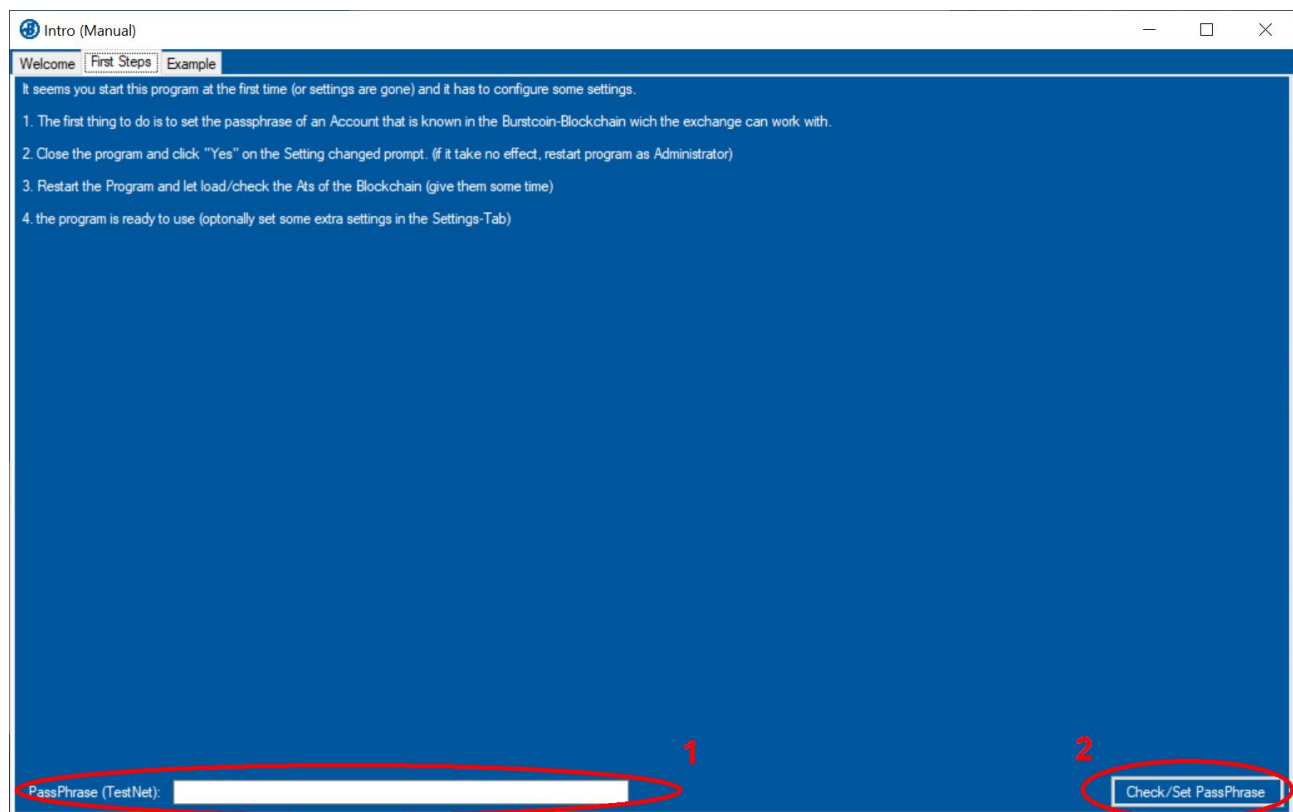 Intro (Manual)
Welcome First Steps Example
It seems you start this program at the first time (or settings are gone) and it has to configure some settings.
1. The first thing to do is to set the passphrase of an Account that is known in the Burstcoin-Blockchain wich the exchange can work with.
2. Close the program and click "Yes" on the Setting changed prompt. (if it take no effect, restart program as Administrator)
3. Restart the Program and let load/check the Ats of the Blockchain (give them some time)
4. the program is ready to use (optonally set some extra settings in the Settings-Tab)
1 2
PassPhrase (TestNet): Check/Set PassPhrase